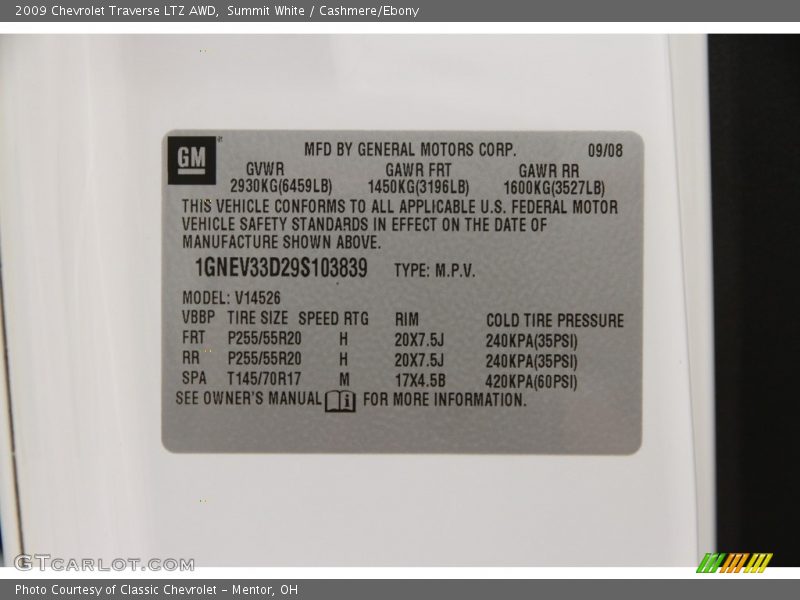 2009 Chevrolet Traverse LTZ AWD,  Summit White / Cashmere/Ebony
GM
MFD BY GENERAL MOTORS CORP. 09/08
GVWR GAWR FRT GAWR RR
2930KG(6459LB) 1450KG(3196LB) 1600KG(3527LB)
THIS VEHICLE CONFORMS TO ALL APPLICABLE U.S. FEDERAL MOTOR
VEHICLE SAFETY STANDARDS IN EFFECT ON THE DATE OF
MANUFACTURE SHOWN ABOVE.
1GNEV33D29S103839 TYPE: M.P.V.
MODEL: V14526
VBBP TIRE SIZE SPEED RTG RIM COLD TIRE PRESSURE
FRT P255/55R20 H 20X7.5J 240KPA(35PSI)
RR P255/55R20 H 20X7.5J 240KPA(35PSI)
SPA T145/70R17 M 17X4.5B 420KPA(60PSI)
SEE OWNER'S MANUAL i FOR MORE INFORMATION.
GTCARLOT.COM
Photo Courtesy of Classic Chevrolet - Mentor, OH